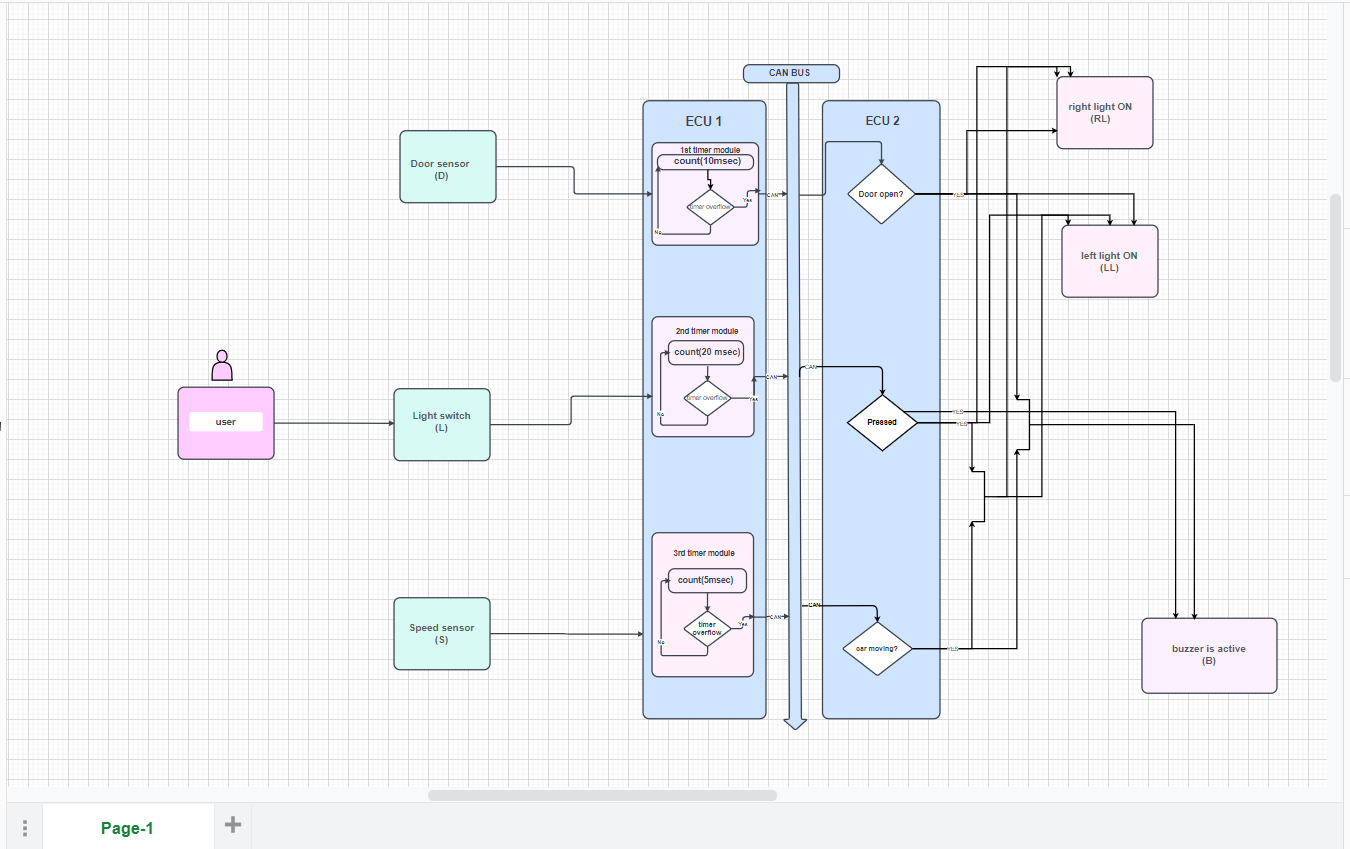 CAN BUS
ECU 1
ECU 2
right light ON
(RL)
Door sensor
(D)
1st timer module
count(10msec)
timer overflow
Yes
No
CAN
Door open?
YES
left light ON
(LL)
2nd timer module
count(20 msec)
timer overflow
Yes
No
CAN
CAN
Pressed
YES
YES
user
Light switch
(L)
3rd timer module
count(5msec)
timer
overflow
Yes
No
CAN
CAN
car moving?
YES
Speed sensor
(S)
buzzer is active
(B)
Page-1